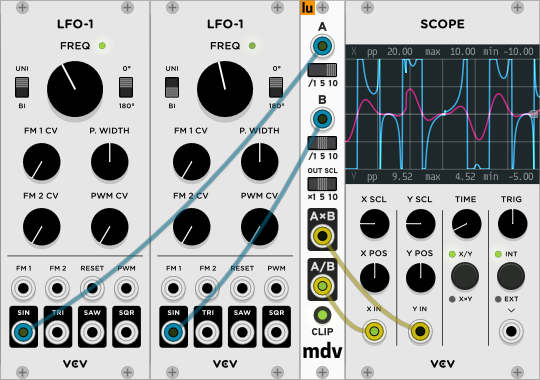 LFO-1
FREQ
UNI
0°
BI
180°
FM 1 CV
P. WIDTH
FM 2 CV
PWM CV
FM 1
FM 2
RESET
PWM
SIN
TRI
SAW
SQR
VCV
LFO-1
FREQ
UNI
0°
BI
180°
FM 1 CV
P. WIDTH
FM 2 CV
PWM CV
FM 1
FM 2
RESET
PWM
SIN
TRI
SAW
SQR
VCV
lu
A
/1 5 10
B
/1 5 10
OUT SCL
×1 5 10
A×B
A/B
CLIP
mdv
SCOPE
X pp 20.00 max 10.00 min -10.00
Y pp 9.52 max 4.52 min -5.00
X SCL
Y SCL
TIME
TRIG
X POS
Y POS
X/Y
INT
X×Y
EXT
X IN
Y IN
VCV